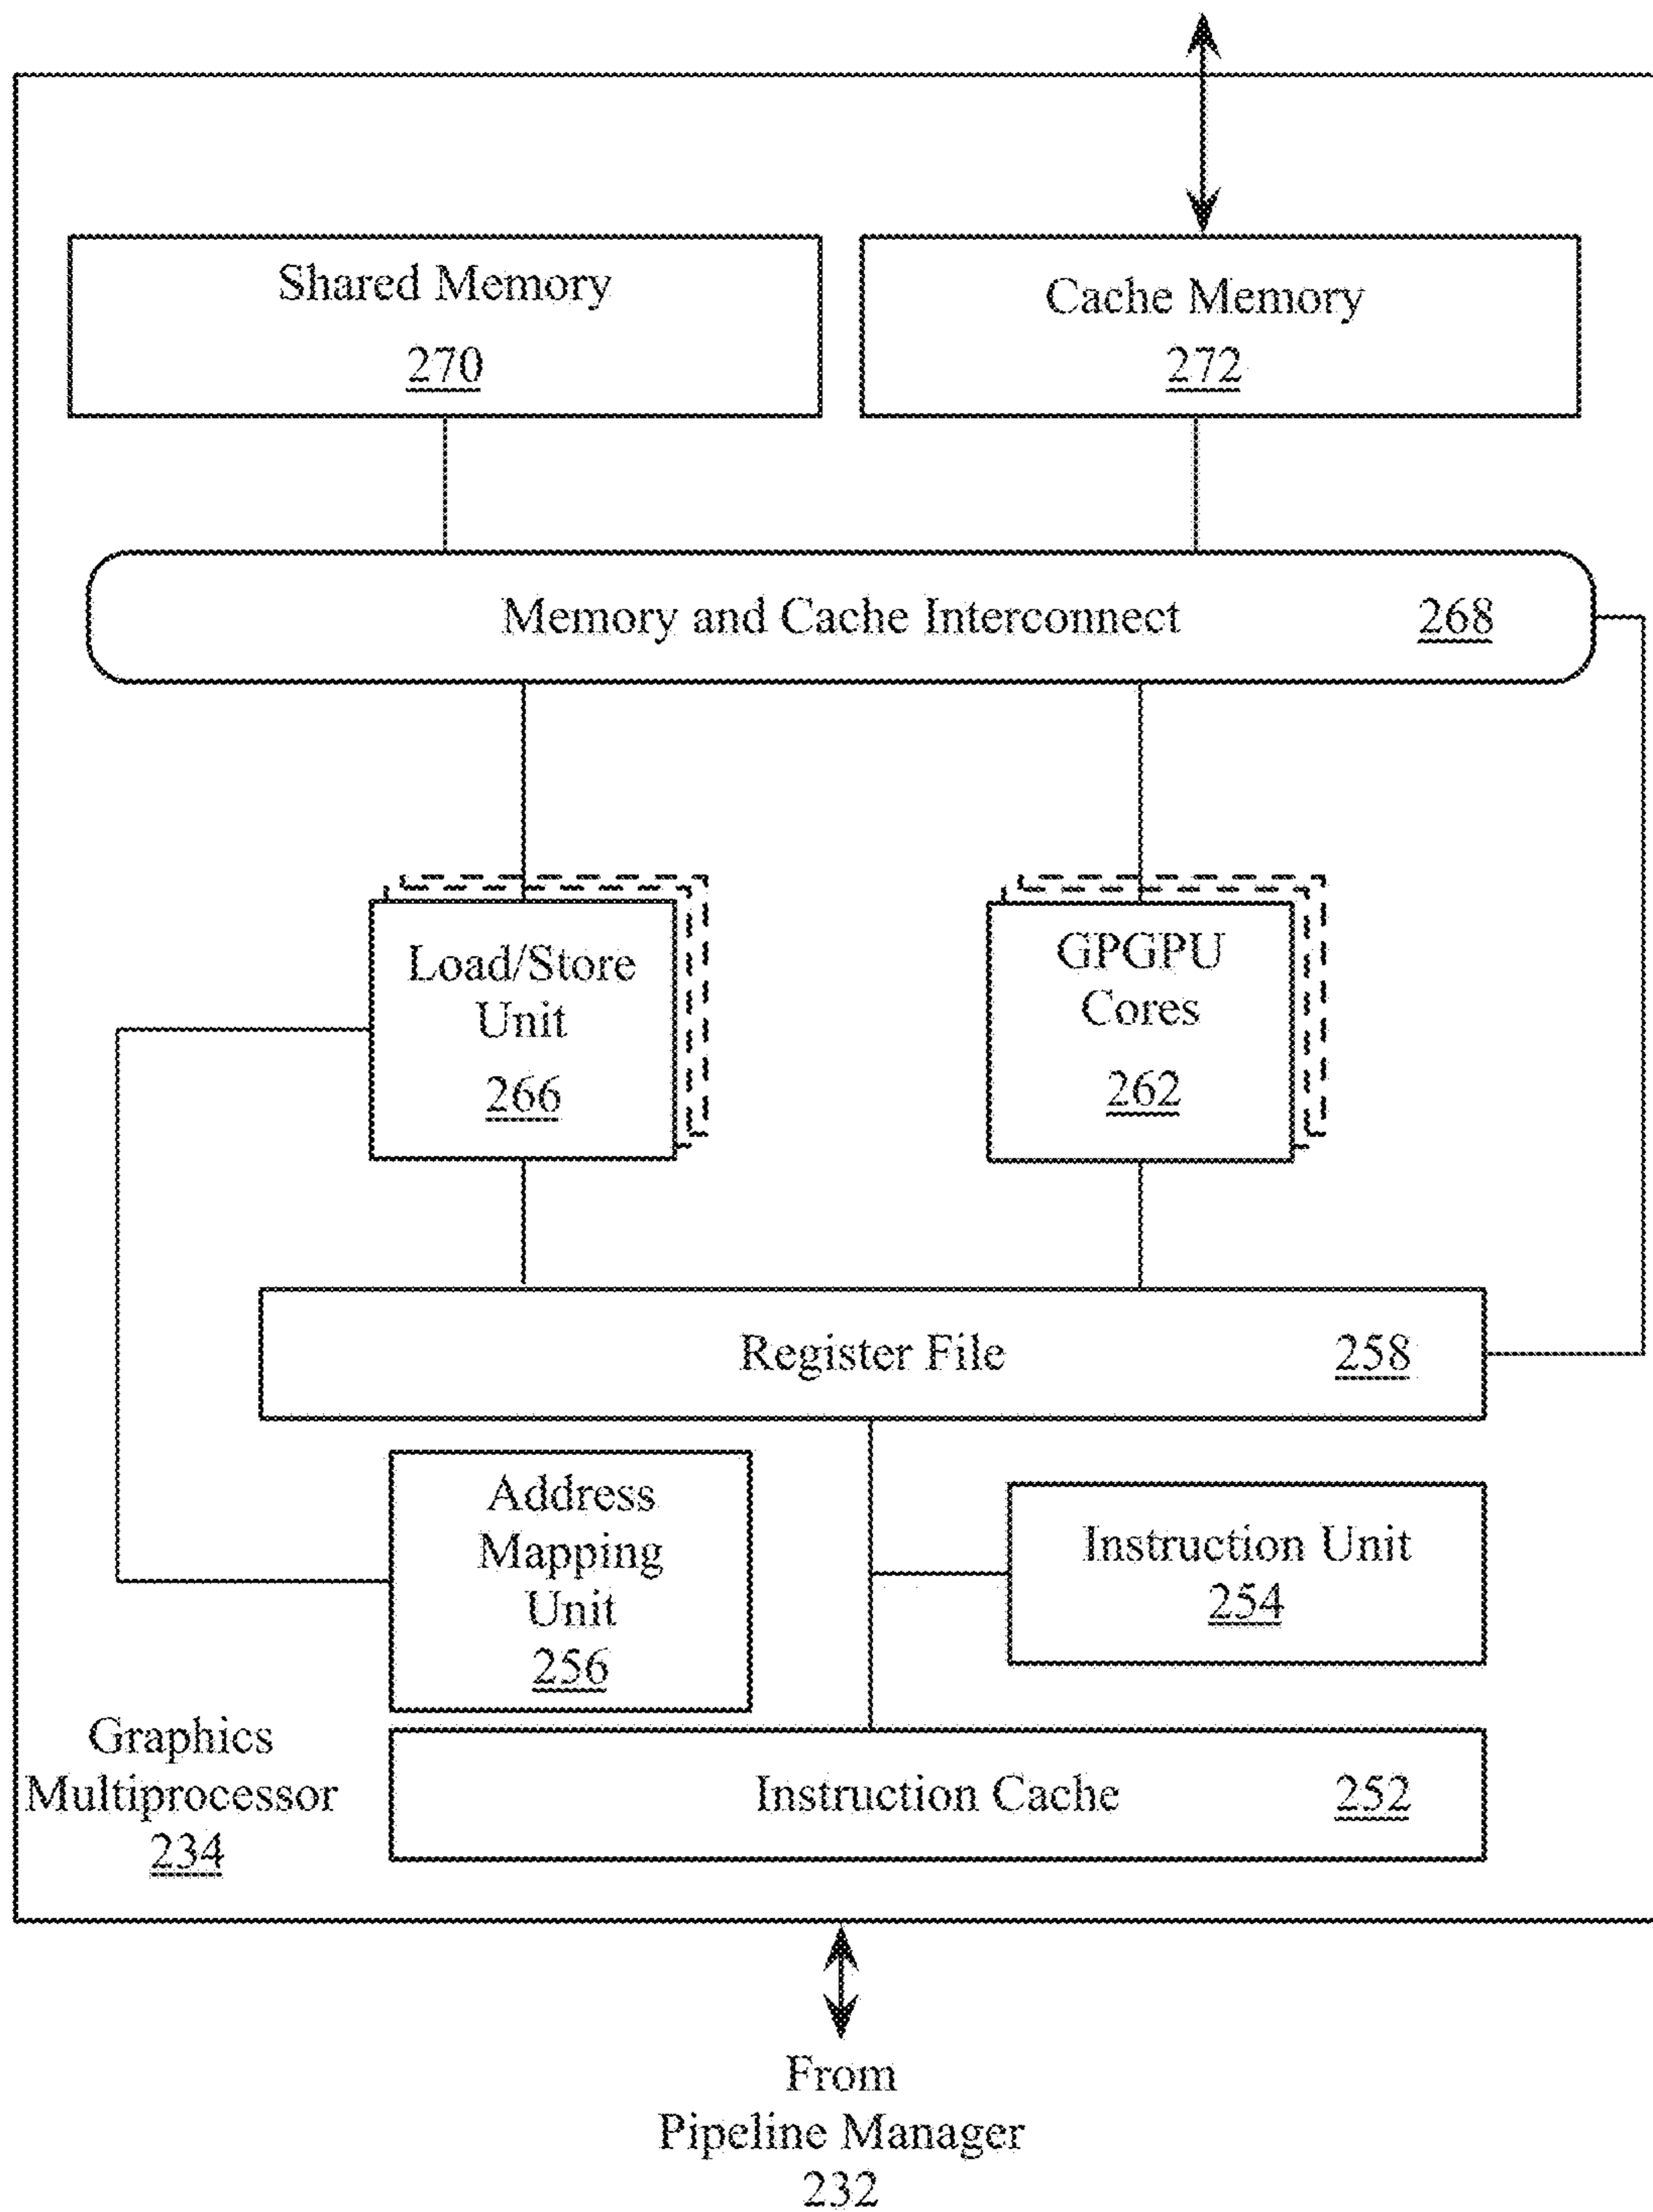 Shared Memory
270
Cache Memory
272
Memory and Cache Interconnect 268
Load/Store
Unit
266
GPGPU
Cores
262
Register File 258
Address
Mapping
Unit
256
Instruction Unit
254
Graphics
Multiprocessor
234
Instruction Cache 252
From
Pipeline Manager
232